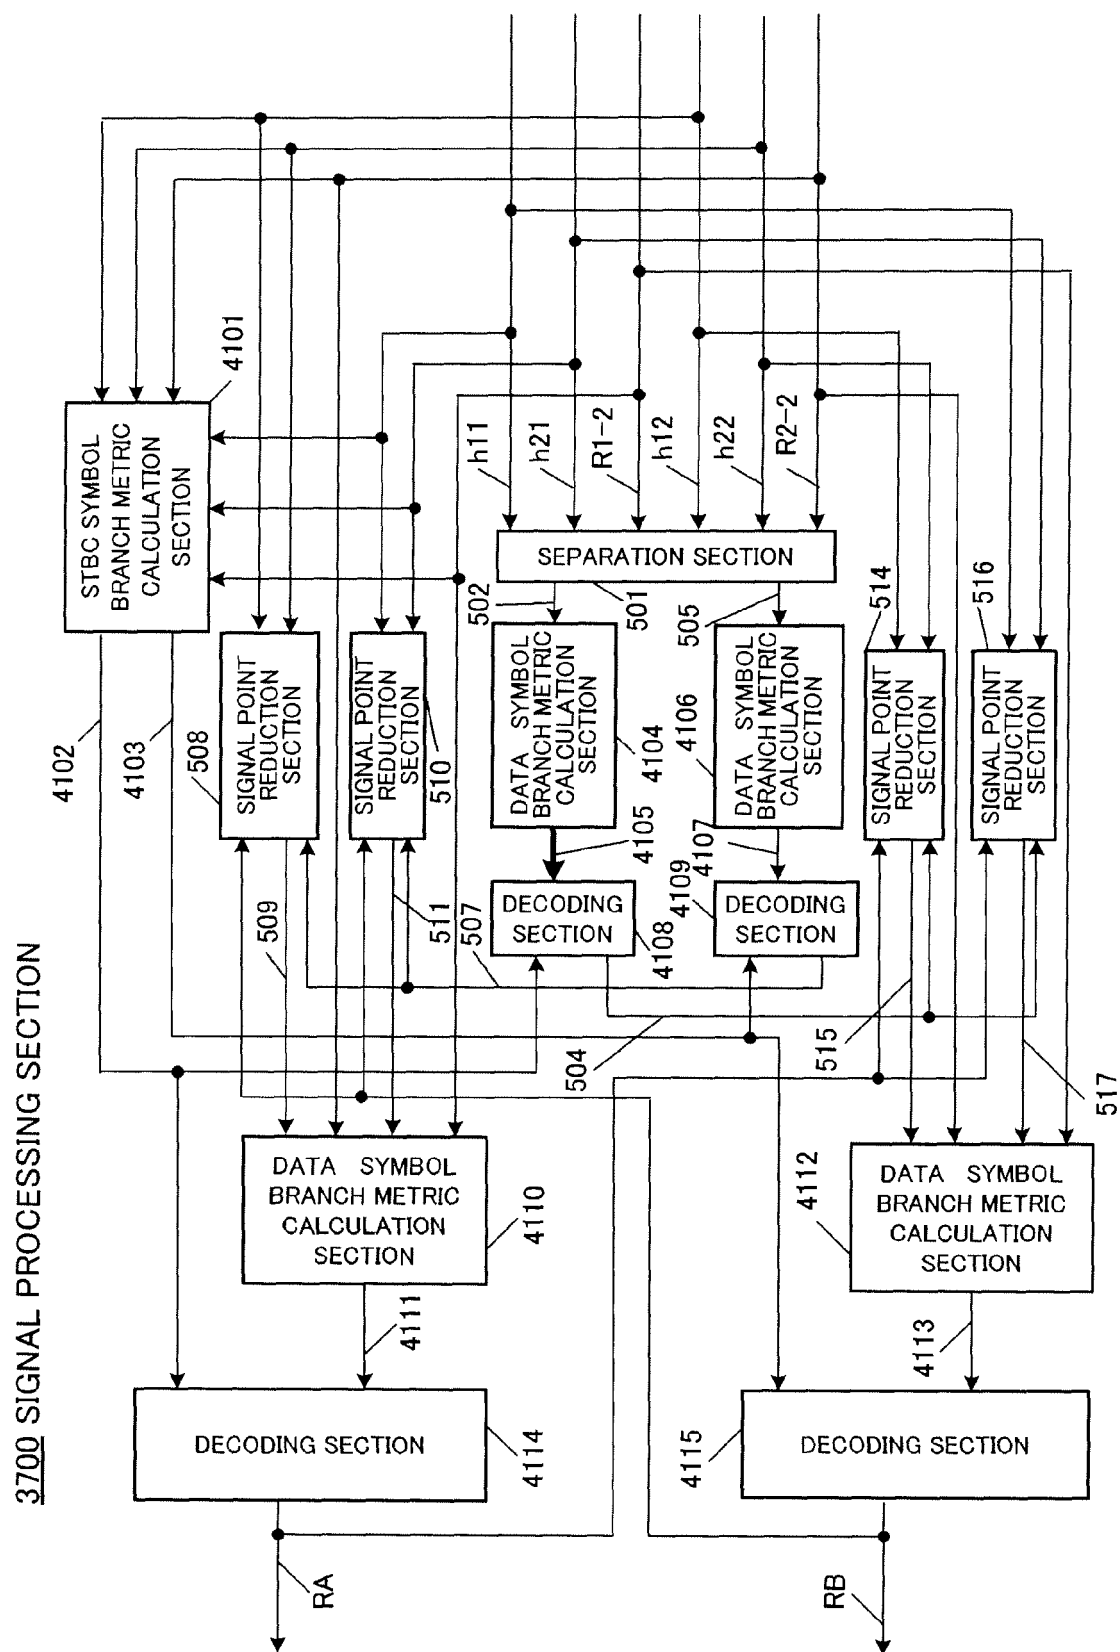 3700 SIGNAL PROCESSING SECTION
STBC SYMBOL
BRANCH METRIC
CALCULATION
SECTION
4101
4102
4103
508
SIGNAL POINT
REDUCTION
SECTION
SIGNAL POINT
REDUCTION
SECTION
510
509
511
507
h11
h21
R1-2
h12
h22
R2-2
SEPARATION SECTION
501
502
505
DATA SYMBOL
BRANCH METRIC
CALCULATION
SECTION
4104
4105
DATA SYMBOL
BRANCH METRIC
CALCULATION
SECTION
4106
4107
DECODING
SECTION
4108
DECODING
SECTION
4109
504
514
SIGNAL POINT
REDUCTION
SECTION
516
SIGNAL POINT
REDUCTION
SECTION
515
517
DATA SYMBOL
BRANCH METRIC
CALCULATION
SECTION
4110
4111
DATA SYMBOL
BRANCH METRIC
CALCULATION
SECTION
4112
4113
DECODING SECTION
4114
DECODING SECTION
4115
RA
RB